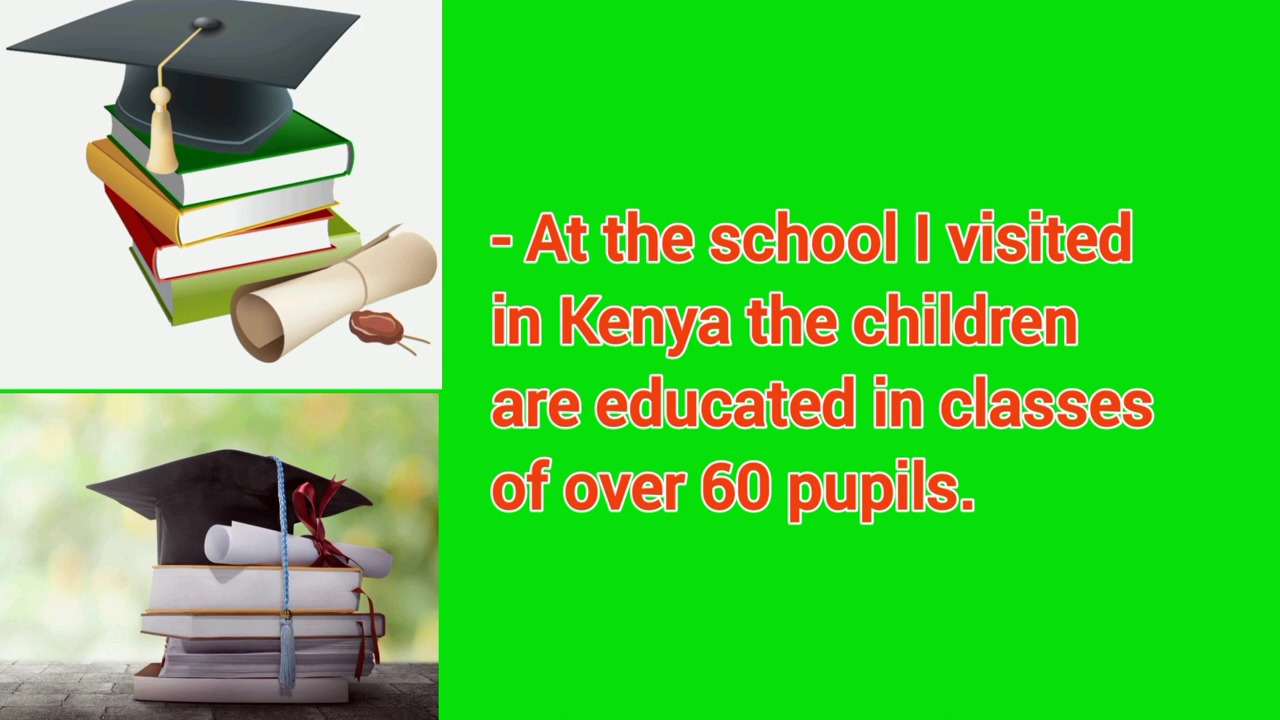 - At the school I visited
in Kenya the children
are educated in classes
of over 60 pupils.